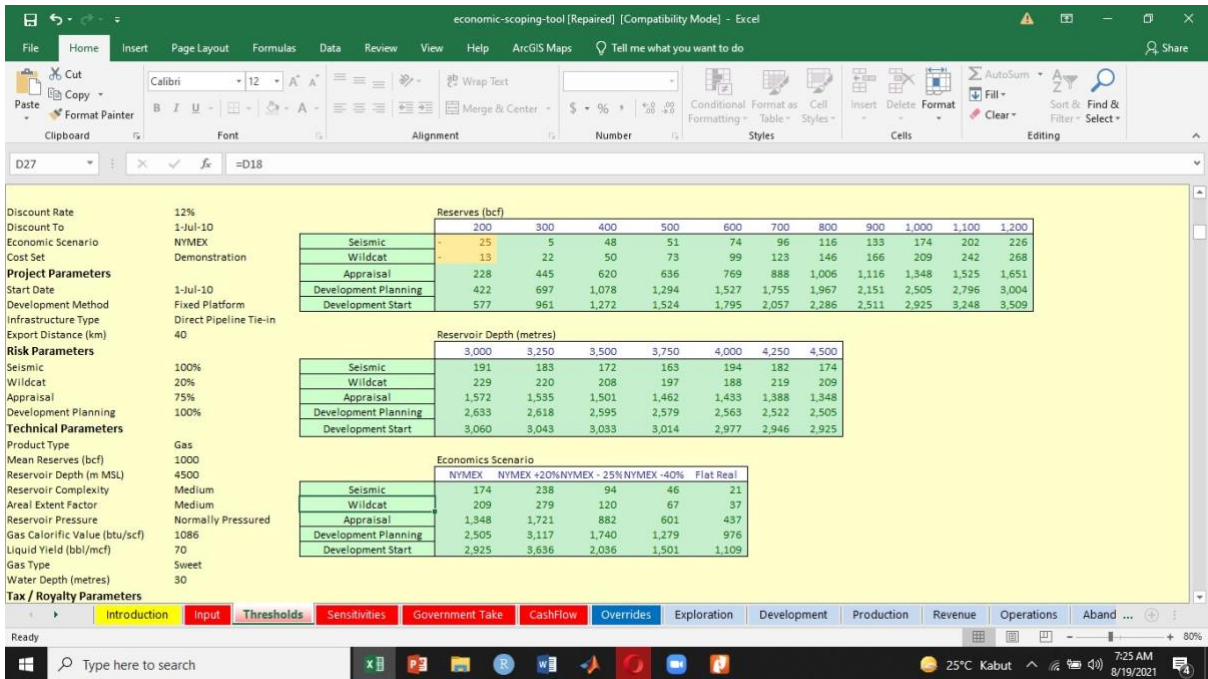 economic-scoping-tool [Repaired] [Compatibility Mode] - Excel
File Home Insert Page Layout Formulas Data Review View Help ArcGIS Maps Tell me what you want to do Share
Cut
Copy
Paste
Format Painter
Calibri 12
B I U
Wrap Text
Merge & Center
$ % ,
Conditional Formatting
Format as Table
Cell Styles
Insert Delete Format
AutoSum
Fill
Clear
Sort & Filter
Find & Select
Clipboard Font Alignment Number Styles Cells Editing
D27 fx =D18
Discount Rate 12% Reserves (bcf)
Discount To 1-Jul-10 200 300 400 500 600 700 800 900 1,000 1,100 1,200
Economic Scenario NYMEX Seismic - 25 5 48 51 74 96 116 133 174 202 226
Cost Set Demonstration Wildcat - 13 22 50 73 99 123 146 166 209 242 268
Project Parameters Appraisal 228 445 620 636 769 888 1,006 1,116 1,348 1,525 1,651
Start Date 1-Jul-10 Development Planning 422 697 1,078 1,294 1,527 1,755 1,967 2,151 2,505 2,796 3,004
Development Method Fixed Platform Development Start 577 961 1,272 1,524 1,795 2,057 2,286 2,511 2,925 3,248 3,509
Infrastructure Type Direct Pipeline Tie-in
Export Distance (km) 40 Reservoir Depth (metres)
Risk Parameters 3,000 3,250 3,500 3,750 4,000 4,250 4,500
Seismic 100% Seismic 191 183 172 163 194 182 174
Wildcat 20% Wildcat 229 220 208 197 188 219 209
Appraisal 75% Appraisal 1,572 1,535 1,501 1,462 1,433 1,388 1,348
Development Planning 100% Development Planning 2,633 2,618 2,595 2,579 2,563 2,522 2,505
Technical Parameters Development Start 3,060 3,043 3,033 3,014 2,977 2,946 2,925
Product Type Gas
Mean Reserves (bcf) 1000 Economics Scenario
Reservoir Depth (m MSL) 4500 NYMEX NYMEX +20% NYMEX - 25% NYMEX -40% Flat Real
Reservoir Complexity Medium Seismic 174 238 94 46 21
Areal Extent Factor Medium Wildcat 209 279 120 67 37
Reservoir Pressure Normally Pressured Appraisal 1,348 1,721 882 601 437
Gas Calorific Value (btu/scf) 1086 Development Planning 2,505 3,117 1,740 1,279 976
Liquid Yield (bbl/mcf) 70 Development Start 2,925 3,636 2,036 1,501 1,109
Gas Type Sweet
Water Depth (metres) 30
Tax / Royalty Parameters
Introduction Input Thresholds Sensitivities Government Take CashFlow Overrides Exploration Development Production Revenue Operations Aband ...
Ready 80%
Type here to search 25°C Kabut 7:25 AM
8/19/2021